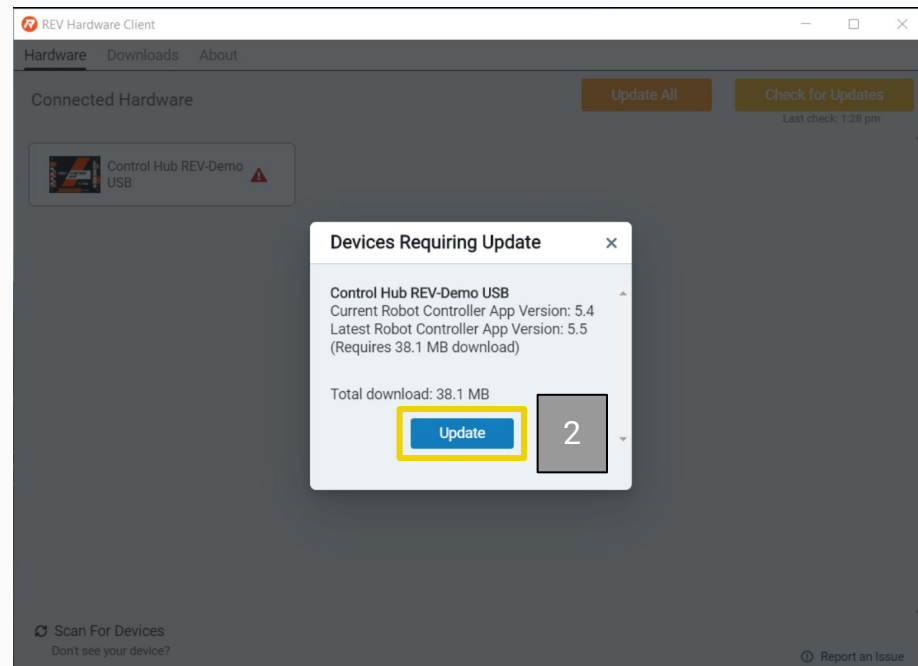 REV Hardware Client
Hardware Downloads About
Connected Hardware
Update All
Check for Updates
Last check: 1:28 pm
Control Hub REV-Demo
USB
Devices Requiring Update
Control Hub REV-Demo USB
Current Robot Controller App Version: 5.4
Latest Robot Controller App Version: 5.5
(Requires 38.1 MB download)
Total download: 38.1 MB
Update
2
Scan For Devices
Don't see your device?
Report an Issue